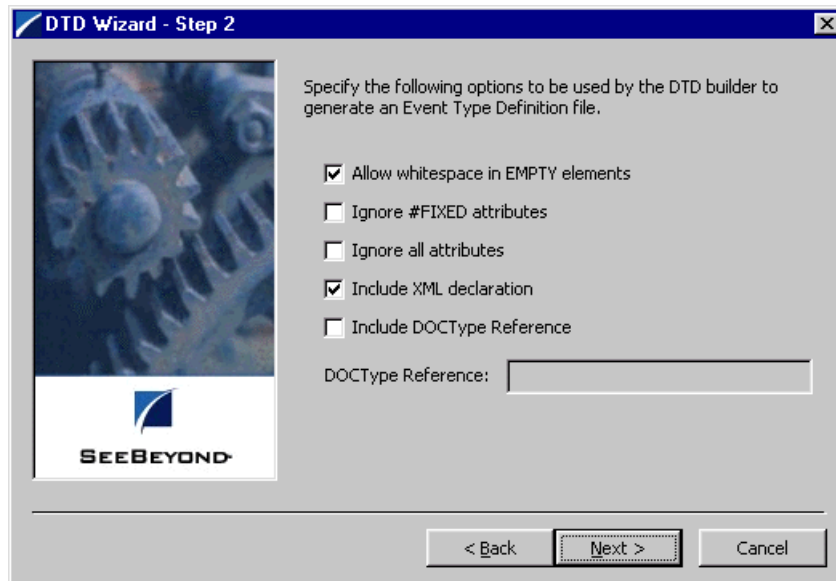 DTD Wizard - Step 2
Specify the following options to be used by the DTD builder to
generate an Event Type Definition file.
Allow whitespace in EMPTY elements
Ignore #FIXED attributes
Ignore all attributes
Include XML declaration
Include DOCType Reference
DOCType Reference:
SEEBEYOND
< Back
Next >
Cancel